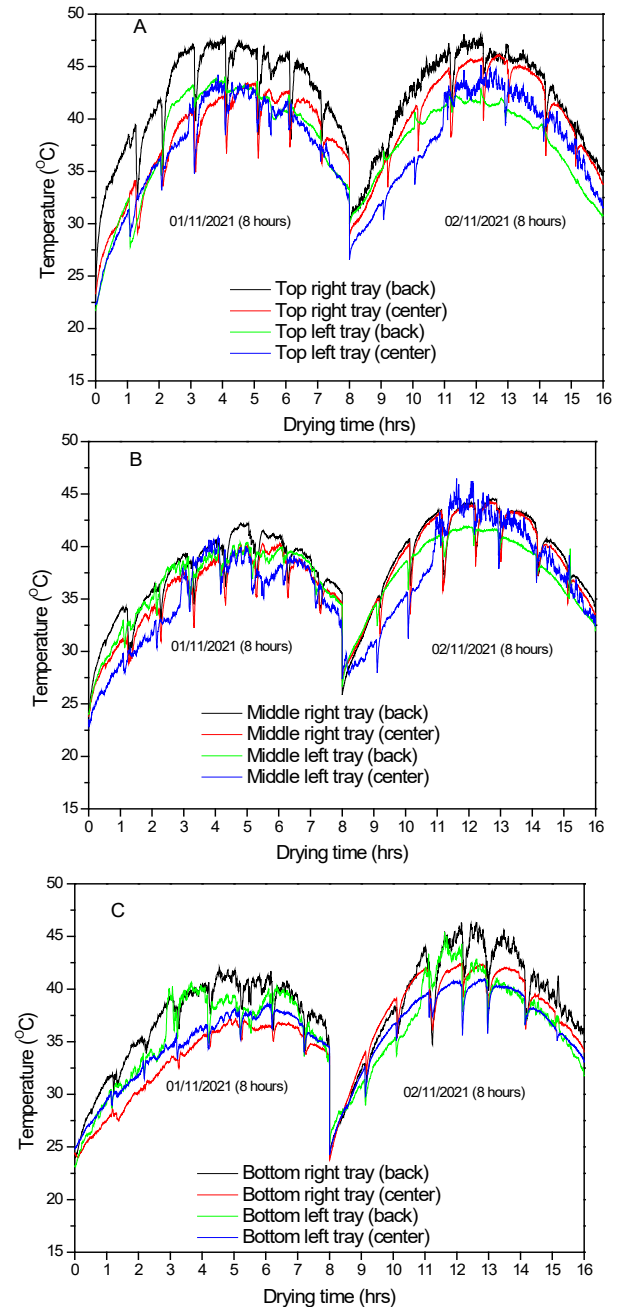 A
50
45
40
35
30
25
20
15
Temperature (°C)
01/11/2021 (8 hours)
02/11/2021 (8 hours)
Top right tray (back)
Top right tray (center)
Top left tray (back)
Top left tray (center)
0 1 2 3 4 5 6 7 8 9 10 11 12 13 14 15 16
Drying time (hrs)
B
50
45
40
35
30
25
20
15
Temperature (°C)
01/11/2021 (8 hours)
02/11/2021 (8 hours)
Middle right tray (back)
Middle right tray (center)
Middle left tray (back)
Middle left tray (center)
0 1 2 3 4 5 6 7 8 9 10 11 12 13 14 15 16
Drying time (hrs)
C
50
45
40
35
30
25
20
15
Temperature (°C)
01/11/2021 (8 hours)
02/11/2021 (8 hours)
Bottom right tray (back)
Bottom right tray (center)
Bottom left tray (back)
Bottom left tray (center)
0 1 2 3 4 5 6 7 8 9 10 11 12 13 14 15 16
Drying time (hrs)